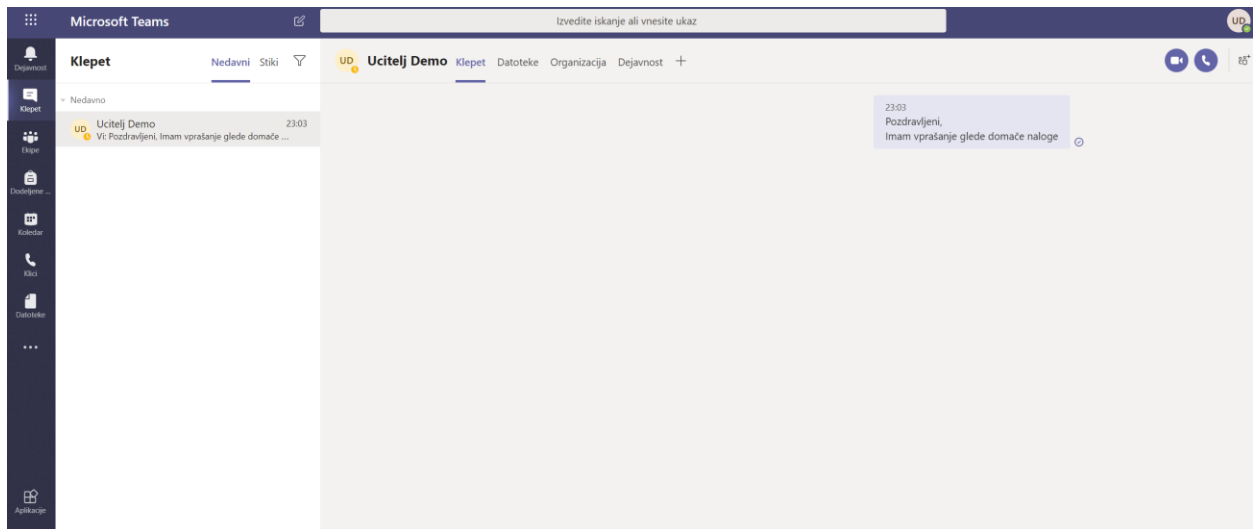 Microsoft Teams
Izvedite iskanje ali vnesite ukaz
UD
Dejavnost
Klepet
Ekipe
Dodeljene ...
Koledar
Klici
Datoteke
Aplikacije
Klepet
Nedavni Stiki
Nedavno
UD
Ucitelj Demo 23:03
Vi: Pozdravljeni, Imam vprašanje glede domače ...
UD Ucitelj Demo Klepet Datoteke Organizacija Dejavnost
23:03
Pozdravljeni,
Imam vprašanje glede domače naloge